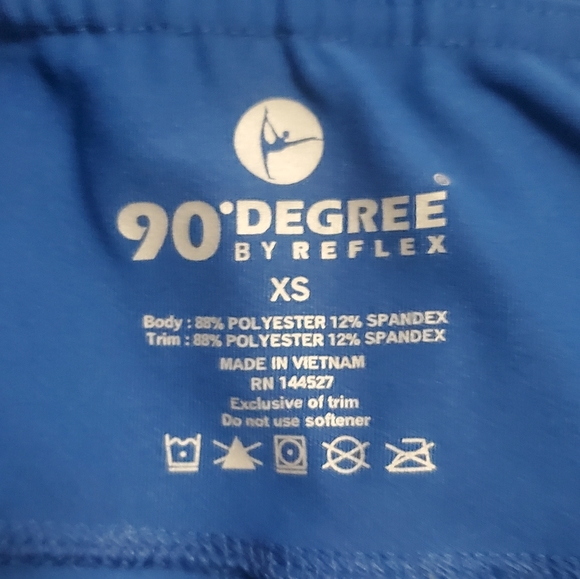 90°DEGREE
BY REFLEX
XS
Body : 88% POLYESTER 12% SPANDEX
Trim : 88% POLYESTER 12% SPANDEX
MADE IN VIETNAM
RN 144527
Exclusive of trim
Do not use softener